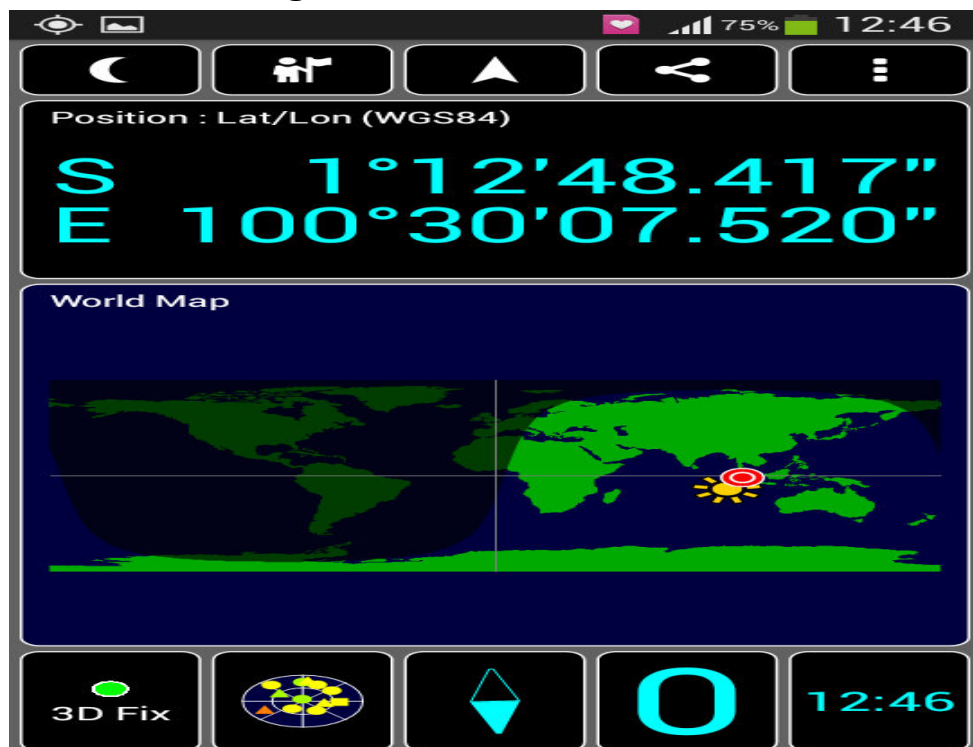 75% 12:46
Position : Lat/Lon (WGS84)
S 1°12'48.417"
E 100°30'07.520"
World Map
3D Fix
0
12:46